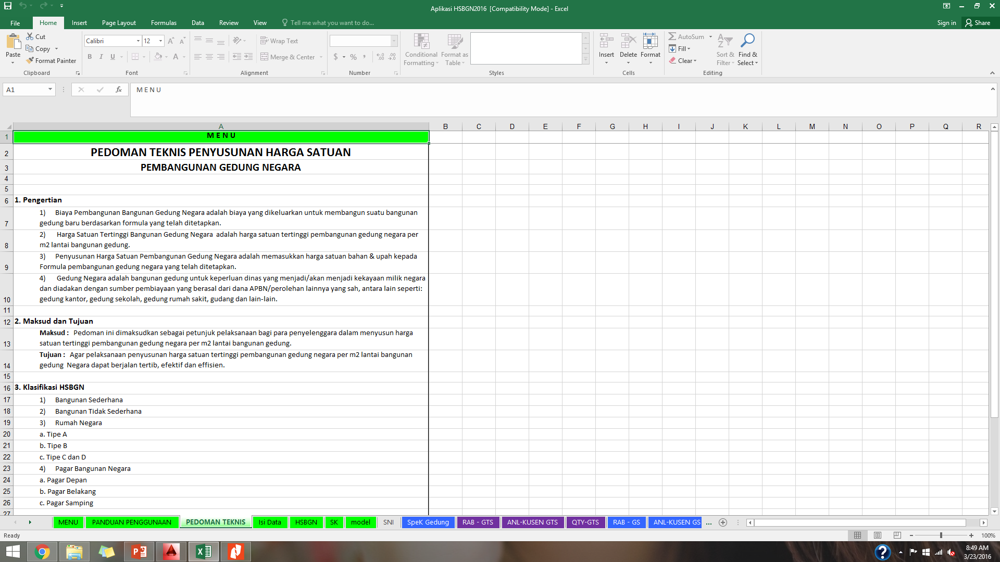 Aplikasi HSBGN2016 [Compatibility Mode] - Excel
File Home Insert Page Layout Formulas Data Review View Tell me what you want to do... Sign in Share
Paste Cut Copy Format Painter Clipboard
Calibri 12 B I U A Font
Wrap Text Merge & Center Alignment
$ % , Number
Conditional Formatting Format as Table Styles
Insert Delete Format Cells
AutoSum Fill Clear Sort & Filter Find & Select Editing
A1 fx M E N U
A B C D E F G H I J K L M N O P Q R
1 M E N U
2 PEDOMAN TEKNIS PENYUSUNAN HARGA SATUAN
3 PEMBANGUNAN GEDUNG NEGARA
4
5
6 1. Pengertian
1) Biaya Pembangunan Bangunan Gedung Negara adalah biaya yang dikeluarkan untuk membangun suatu bangunan
7 gedung baru berdasarkan formula yang telah ditetapkan.
2) Harga Satuan Tertinggi Bangunan Gedung Negara adalah harga satuan tertinggi pembangunan gedung negara per
8 m2 lantai bangunan gedung.
3) Penyusunan Harga Satuan Pembangunan Gedung Negara adalah memasukkan harga satuan bahan & upah kepada
9 Formula pembangunan gedung negara yang telah ditetapkan.
4) Gedung Negara adalah bangunan gedung untuk keperluan dinas yang menjadi/akan menjadi kekayaan milik negara
dan diadakan dengan sumber pembiayaan yang berasal dari dana APBN/perolehan lainnya yang sah, antara lain seperti:
10 gedung kantor, gedung sekolah, gedung rumah sakit, gudang dan lain-lain.
11
12 2. Maksud dan Tujuan
Maksud : Pedoman ini dimaksudkan sebagai petunjuk pelaksanaan bagi para penyelenggara dalam menyusun harga
13 satuan tertinggi pembangunan gedung negara per m2 lantai bangunan gedung.
Tujuan : Agar pelaksanaan penyusunan harga satuan tertinggi pembangunan gedung negara per m2 lantai bangunan
14 gedung Negara dapat berjalan tertib, efektif dan effisien.
15
16 3. Klasifikasi HSBGN
17 1) Bangunan Sederhana
18 2) Bangunan Tidak Sederhana
19 3) Rumah Negara
20 a. Tipe A
21 b. Tipe B
22 c. Tipe C dan D
23 4) Pagar Bangunan Negara
24 a. Pagar Depan
25 b. Pagar Belakang
26 c. Pagar Samping
27
MENU PANDUAN PENGGUNAAN PEDOMAN TEKNIS Isi Data HSBGN SK model SNI SpeK Gedung RAB - GTS ANL-KUSEN GTS QTY-GTS RAB - GS ANL-KUSEN GS ...
Ready 100%
8:49 AM
3/23/2016